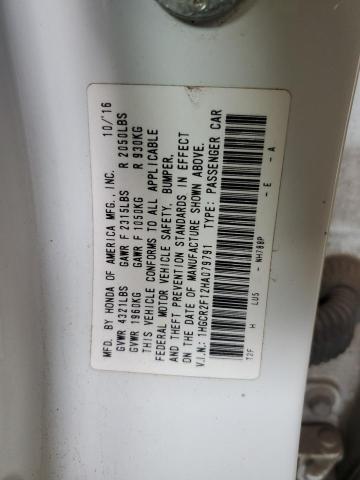 MFD. BY HONDA OF AMERICA MFG., INC. 10/16
GVWR 4321LBS GAWR F 2315LBS R 2050LBS
GVWR 1960KG GAWR F 1050KG R 930KG
THIS VEHICLE CONFORMS TO ALL APPLICABLE
FEDERAL MOTOR VEHICLE SAFETY, BUMPER,
AND THEFT PREVENTION STANDARDS IN EFFECT
ON THE DATE OF MANUFACTURE SHOWN ABOVE.
V.I.N.: 1HGCR2F12HA079791 TYPE: PASSENGER CAR
T2F H LU5 - NH788P - E - A